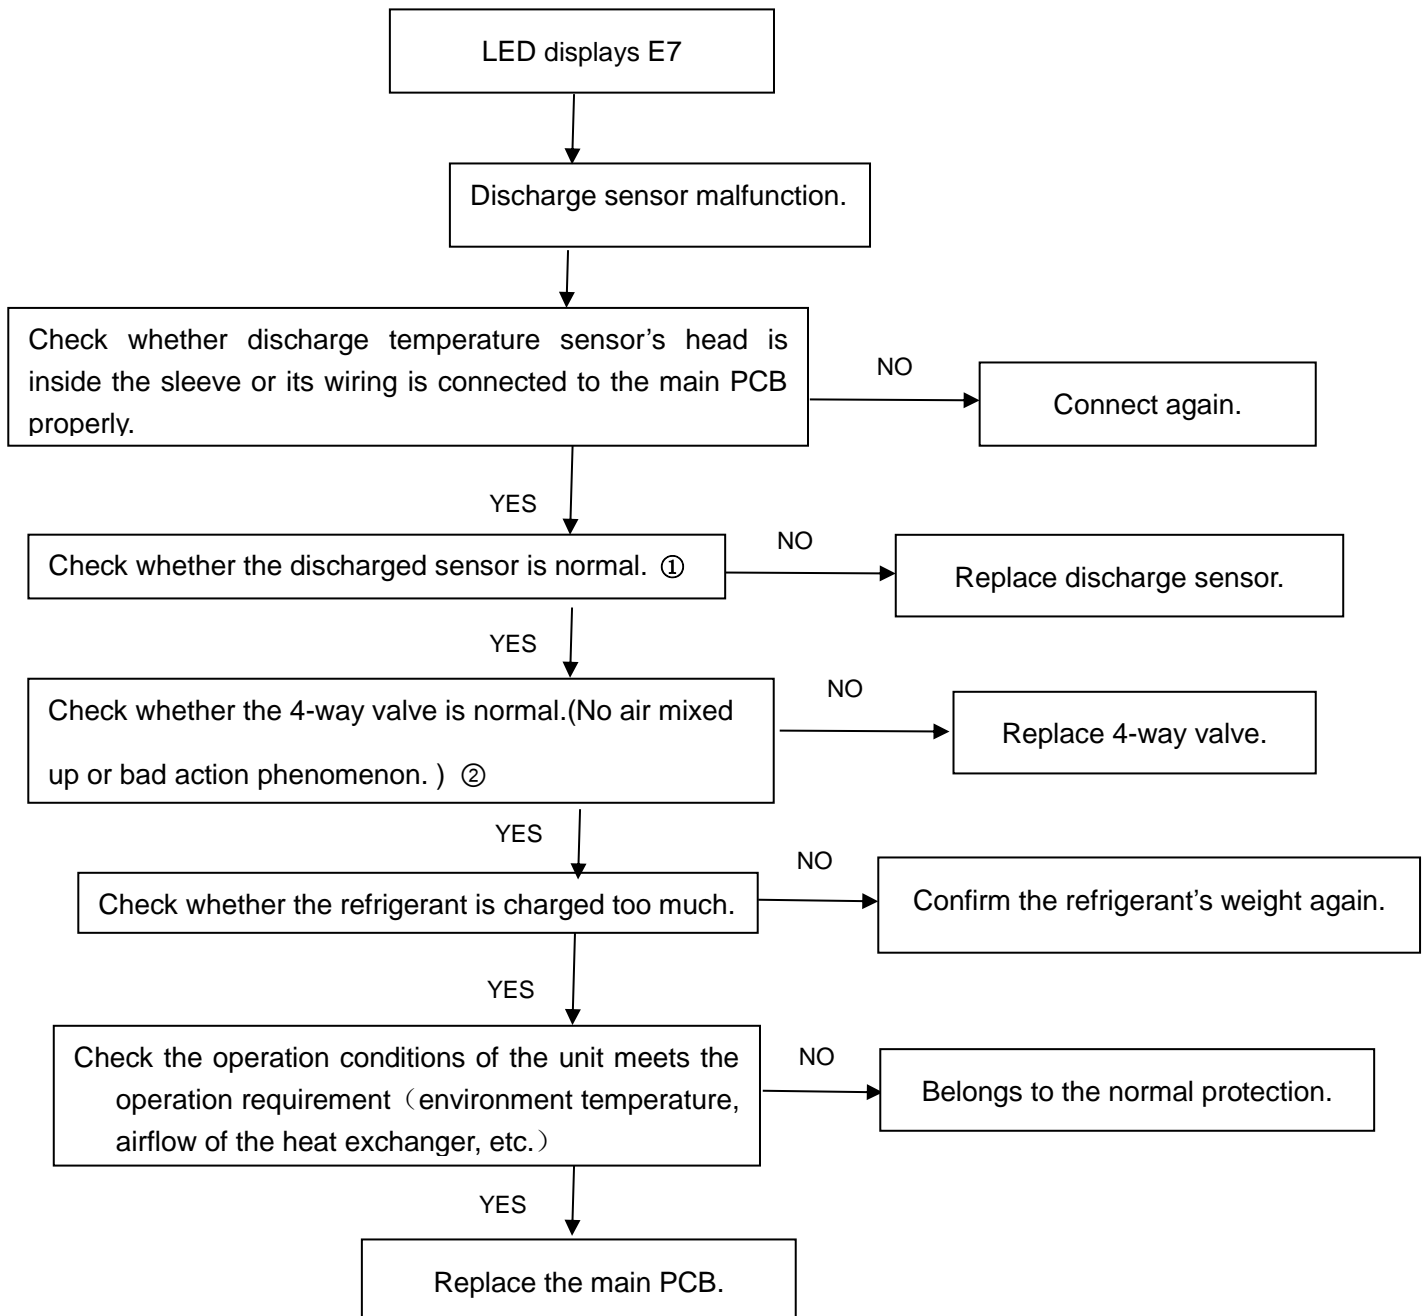 LED displays E7
Discharge sensor malfunction.
Check whether discharge temperature sensor’s head is
inside the sleeve or its wiring is connected to the main PCB
properly.
NO
Connect again.
YES
Check whether the discharged sensor is normal. ①
NO
Replace discharge sensor.
YES
Check whether the 4-way valve is normal.(No air mixed
up or bad action phenomenon. ) ②
NO
Replace 4-way valve.
YES
Check whether the refrigerant is charged too much.
NO
Confirm the refrigerant’s weight again.
YES
Check the operation conditions of the unit meets the
operation requirement（environment temperature,
airflow of the heat exchanger, etc.）
NO
Belongs to the normal protection.
YES
Replace the main PCB.